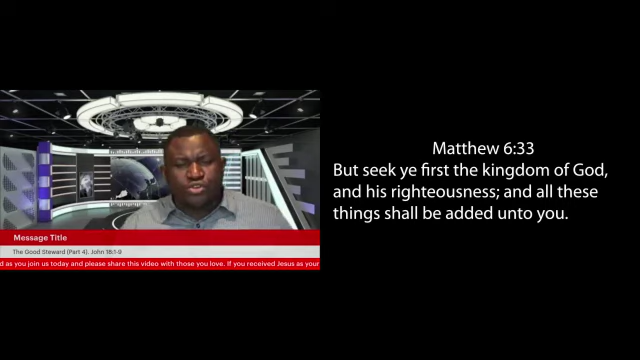 Matthew 6:33
But seek ye first the kingdom of God,
and his righteousness; and all these
things shall be added unto you.
Message Title
The Good Steward (Part 4). John 18:1-9
d as you join us today and please share this video with those you love. If you received Jesus as your